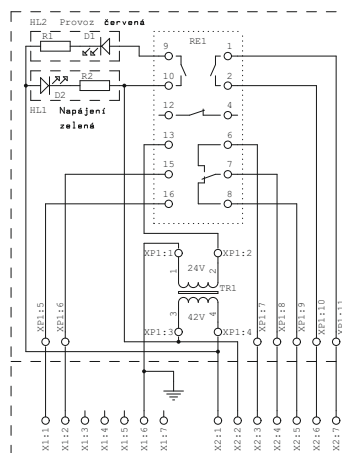 HL2 Provoz červená
R1
D1
R2
D2
HL1 Napájení
zelená
RE1
9
1
10
2
12
4
13
6
15
7
16
8
XP1:1
XP1:2
24V
1
2
TR1
42V
3
4
XP1:3
XP1:4
XP1:5
XP1:6
XP1:7
XP1:8
XP1:9
XP1:10
XP1:11
X1:1
X1:2
X1:3
X1:4
X1:5
X1:6
X1:7
X2:1
X2:2
X2:3
X2:4
X2:5
X2:6
X2:7